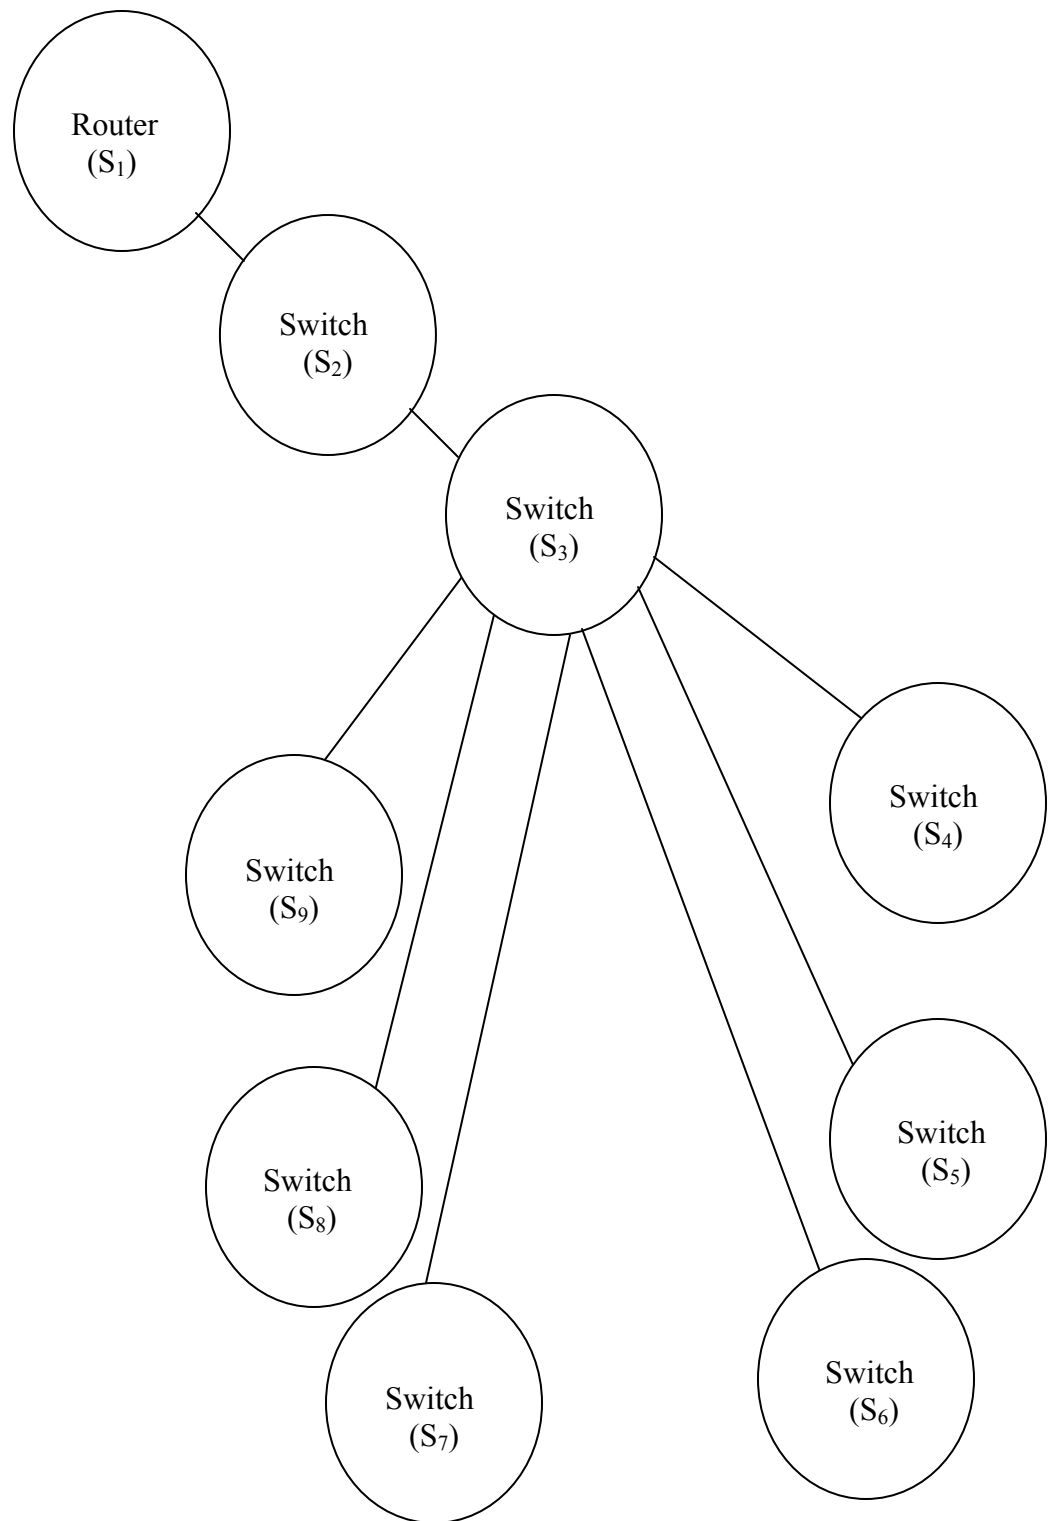 Router
(S₁)
Switch
(S₂)
Switch
(S₃)
Switch
(S₄)
Switch
(S₉)
Switch
(S₅)
Switch
(S₈)
Switch
(S₆)
Switch
(S₇)